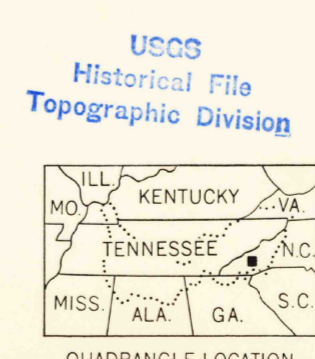 USGS
Historical File
Topographic Division
ILL.
MO.
KENTUCKY
VA.
TENNESSEE
N.C.
MISS.
ALA.
GA.
S.C.
QUADRANGLE LOCATION